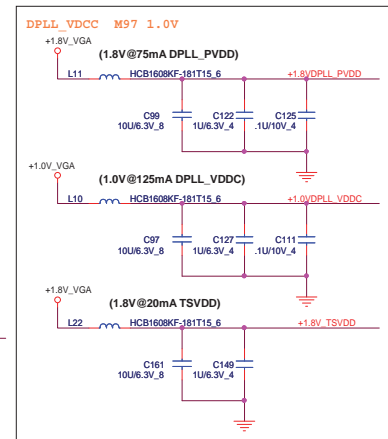 DPLL_VDCC M97 1.0V
+1.8V_VGA
(1.8V@75mA DPLL_PVDD)
L11 HCB1608KF-181T15_6 +1.8VDPLL_PVDD
C99 C122 C125
10U/6.3V_8 1U/6.3V_4 .1U/10V_4
+1.0V_VGA
(1.0V@125mA DPLL_VDDC)
L10 HCB1608KF-181T15_6 +1.0VDPLL_VDDC
C97 C127 C111
10U/6.3V_8 1U/6.3V_4 .1U/10V_4
+1.8V_VGA
(1.8V@20mA TSVDD)
L22 HCB1608KF-181T15_6 +1.8V_TSVDD
C161 C149
10U/6.3V_8 1U/6.3V_4